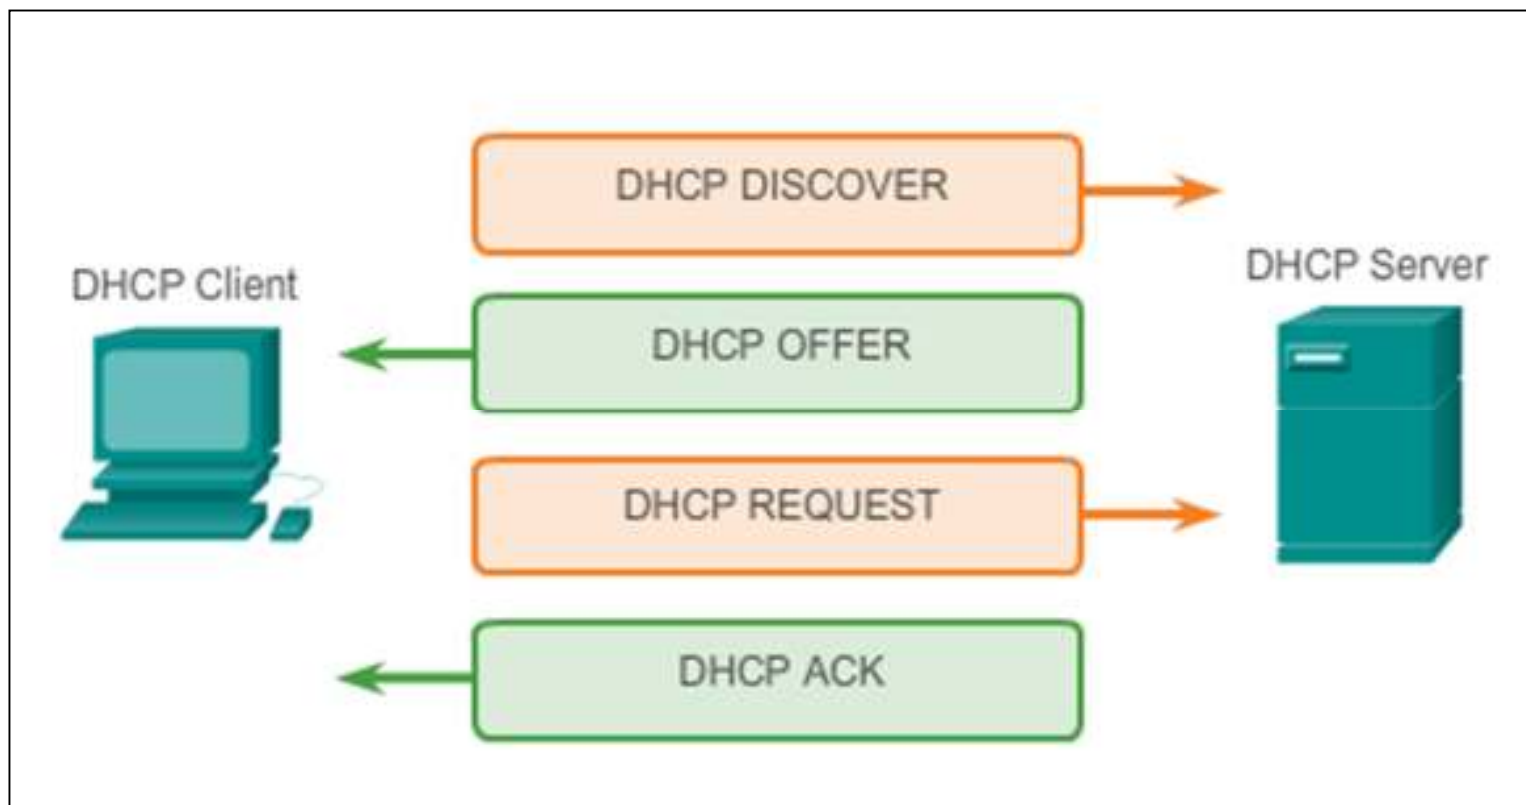 DHCP DISCOVER
DHCP Client
DHCP Server
DHCP OFFER
DHCP REQUEST
DHCP ACK